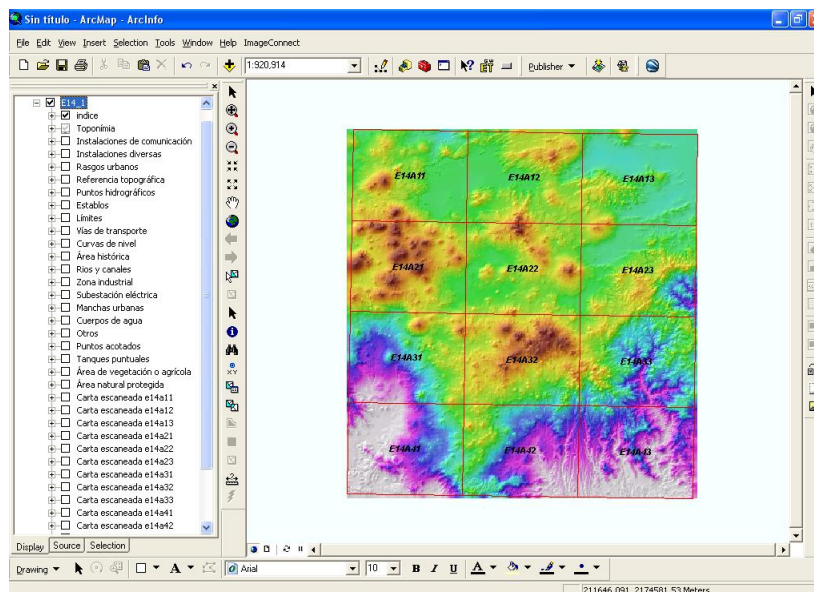 Sin título - ArcMap - ArcInfo
File Edit View Insert Selection Tools Window Help ImageConnect
1:920,914
Publisher
E14_1
indice
Toponímia
Instalaciones de comunicación
Instalaciones diversas
Rasgos urbanos
Referencia topográfica
Puntos hidrográficos
Establos
Límites
Vías de transporte
Curvas de nivel
Área histórica
Rios y canales
Zona industrial
Subestación eléctrica
Manchas urbanas
Cuerpos de agua
Otros
Puntos acotados
Tanques puntuales
Área de vegetación o agrícola
Área natural protegida
Carta escaneada e14a11
Carta escaneada e14a12
Carta escaneada e14a13
Carta escaneada e14a21
Carta escaneada e14a22
Carta escaneada e14a23
Carta escaneada e14a31
Carta escaneada e14a32
Carta escaneada e14a33
Carta escaneada e14a41
Carta escaneada e14a42
Display Source Selection
E14A11 E14A12 E14A13
E14A21 E14A22 E14A23
E14A31 E14A32 E14A33
E14A41 E14A42 E14A43
Drawing A Arial 10 B I U A
211646.091 2174581.53 Meters